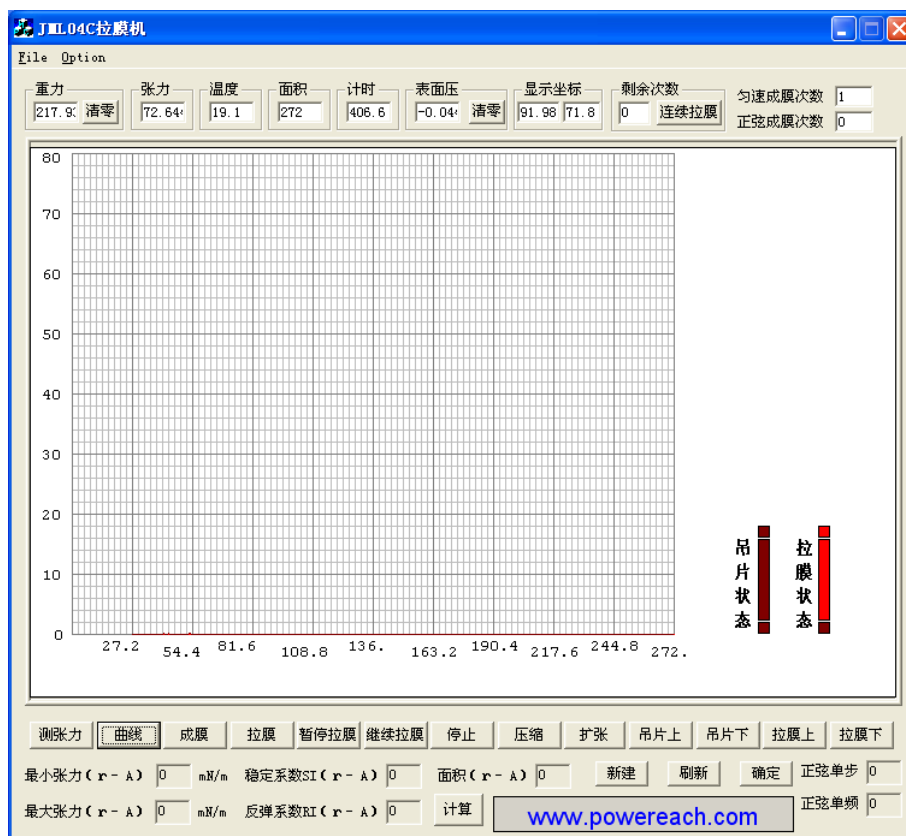 JML04C拉膜机
File Option
重力 张力 温度 面积 计时 表面压 显示坐标 剩余次数
217.9 清零 72.64 19.1 272 406.6 -0.04 清零 91.98 71.8 0 连续拉膜
匀速成膜次数 1
正弦成膜次数 0
80
70
60
50
40
30
20
10
0
27.2 54.4 81.6 108.8 136. 163.2 190.4 217.6 244.8 272.
吊片状态
拉膜状态
测张力 曲线 成膜 拉膜 暂停拉膜 继续拉膜 停止 压缩 扩张 吊片上 吊片下 拉膜上 拉膜下
最小张力(r-A) 0 mN/m 稳定系数SI(r-A) 0 面积(r-A) 0 新建 刷新 确定 正弦单步 0
最大张力(r-A) 0 mN/m 反弹系数RI(r-A) 0 计算 www.powereach.com 正弦单频 0